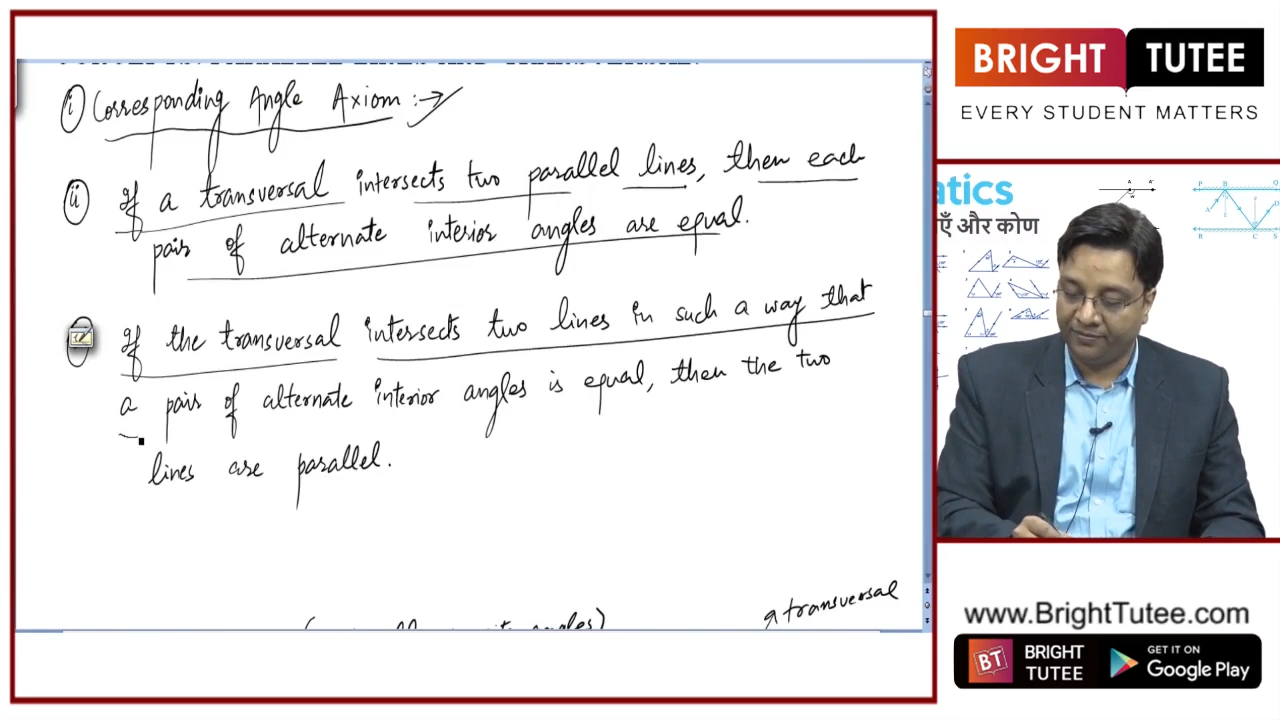 (i) Corresponding Angle Axiom :→
(ii) If a transversal intersects two parallel lines, then each
pair of alternate interior angles are equal.
If the transversal intersects two lines in such a way that
a pair of alternate interior angles is equal, then the two
lines are parallel.
transversal
BRIGHT TUTEE
EVERY STUDENT MATTERS
atics
एँ और कोण
www.BrightTutee.com
BT BRIGHT TUTEE
GET IT ON
Google Play